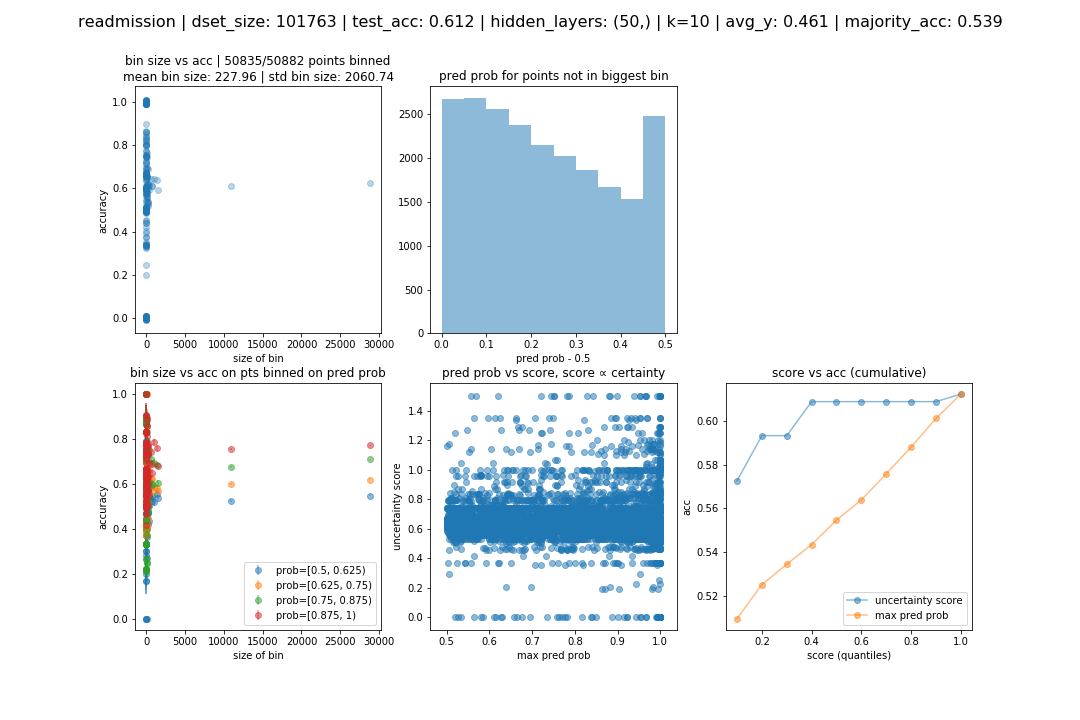 readmission | dset_size: 101763 | test_acc: 0.612 | hidden_layers: (50,) | k=10 | avg_y: 0.461 | majority_acc: 0.539
bin size vs acc | 50835/50882 points binned
mean bin size: 227.96 | std bin size: 2060.74
1.0
0.8
0.6
0.4
0.2
0.0
accuracy
0
5000
10000
15000
20000
25000
30000
size of bin
pred prob for points not in biggest bin
2500
2000
1500
1000
500
0
0.0
0.1
0.2
0.3
0.4
0.5
pred prob - 0.5
bin size vs acc on pts binned on pred prob
1.0
0.8
0.6
0.4
0.2
0.0
accuracy
prob=[0.5, 0.625)
prob=[0.625, 0.75)
prob=[0.75, 0.875)
prob=[0.875, 1)
0
5000
10000
15000
20000
25000
30000
size of bin
pred prob vs score, score ∝ certainty
1.4
1.2
1.0
0.8
0.6
0.4
0.2
0.0
uncertainty score
0.5
0.6
0.7
0.8
0.9
1.0
max pred prob
score vs acc (cumulative)
0.60
0.58
0.56
0.54
0.52
acc
uncertainty score
max pred prob
0.2
0.4
0.6
0.8
1.0
score (quantiles)